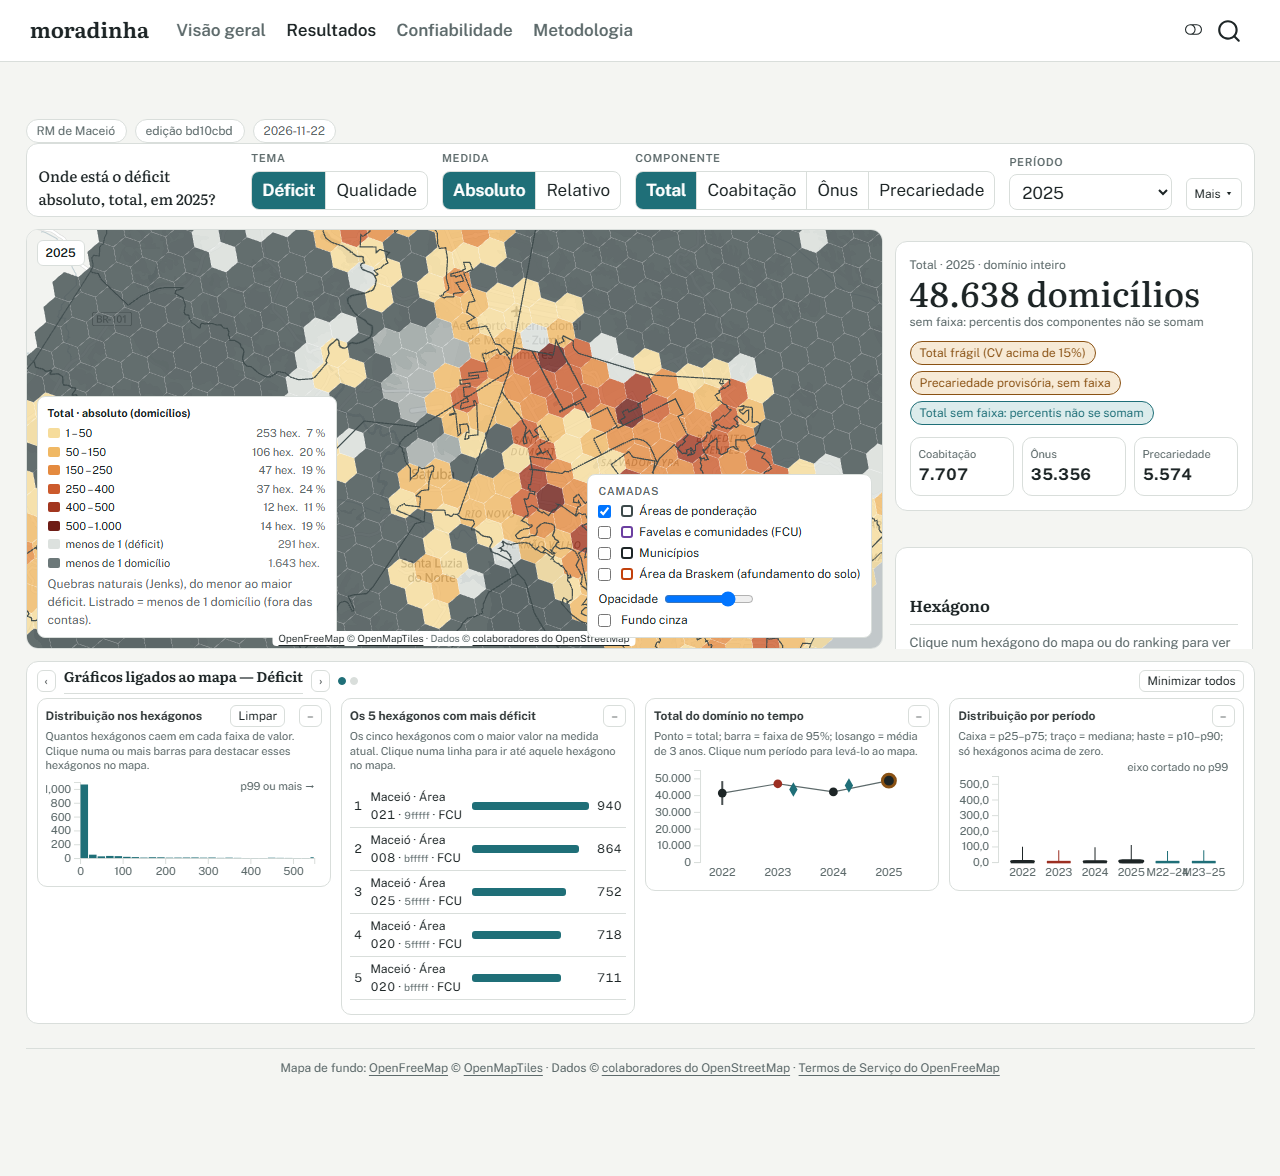 moradinha Visão geral Resultados Confiabilidade Metodologia
RM de Maceió edição bd10cbd 2026-11-22
Onde está o déficit
absoluto, total, em 2025?
TEMA
Déficit Qualidade
MEDIDA
Absoluto Relativo
COMPONENTE
Total Coabitação Ônus Precariedade
PERÍODO
2025
Mais
2025
BR-101
Aeroporto Internacional
de Maceió - Zumbi
Satuba
RIO NOVO
Santa Luzia
do Norte
Total · absoluto (domicílios)
1–50 253 hex. 7 %
50–150 106 hex. 20 %
150–250 47 hex. 19 %
250–400 37 hex. 24 %
400–500 12 hex. 11 %
500–1.000 14 hex. 19 %
menos de 1 (déficit) 291 hex.
menos de 1 domicílio 1.643 hex.
Quebras naturais (Jenks), do menor ao maior
déficit. Listrado = menos de 1 domicílio (fora das
contas).
CAMADAS
Áreas de ponderação
Favelas e comunidades (FCU)
Municípios
Área da Braskem (afundamento do solo)
Opacidade
Fundo cinza
OpenFreeMap © OpenMapTiles · Dados © colaboradores do OpenStreetMap
Total · 2025 · domínio inteiro
48.638 domicílios
sem faixa: percentis dos componentes não se somam
Total frágil (CV acima de 15%)
Precariedade provisória, sem faixa
Total sem faixa: percentis não se somam
Coabitação
7.707
Ônus
35.356
Precariedade
5.574
Hexágono
Clique num hexágono do mapa ou do ranking para ver
‹ Gráficos ligados ao mapa — Déficit › Minimizar todos
Distribuição nos hexágonos Limpar –
Quantos hexágonos caem em cada faixa de valor.
Clique numa ou mais barras para destacar esses
hexágonos no mapa.
p99 ou mais →
1,000
800
600
400
200
0
0 100 200 300 400 500
Os 5 hexágonos com mais déficit –
Os cinco hexágonos com o maior valor na medida
atual. Clique numa linha para ir até aquele hexágono
no mapa.
1 Maceió · Área
021 · 9fffff · FCU 940
2 Maceió · Área
008 · bfffff · FCU 864
3 Maceió · Área
025 · 5fffff · FCU 752
4 Maceió · Área
020 · 5fffff · FCU 718
5 Maceió · Área
020 · bfffff · FCU 711
Total do domínio no tempo –
Ponto = total; barra = faixa de 95%; losango = média
de 3 anos. Clique num período para levá-lo ao mapa.
50.000
40.000
30.000
20.000
10.000
0
2022 2023 2024 2025
Distribuição por período –
Caixa = p25–p75; traço = mediana; haste = p10–p90;
só hexágonos acima de zero.
eixo cortado no p99
500,0
400,0
300,0
200,0
100,0
0,0
2022 2023 2024 2025 M22–24 M23–25
Mapa de fundo: OpenFreeMap © OpenMapTiles · Dados © colaboradores do OpenStreetMap · Termos de Serviço do OpenFreeMap